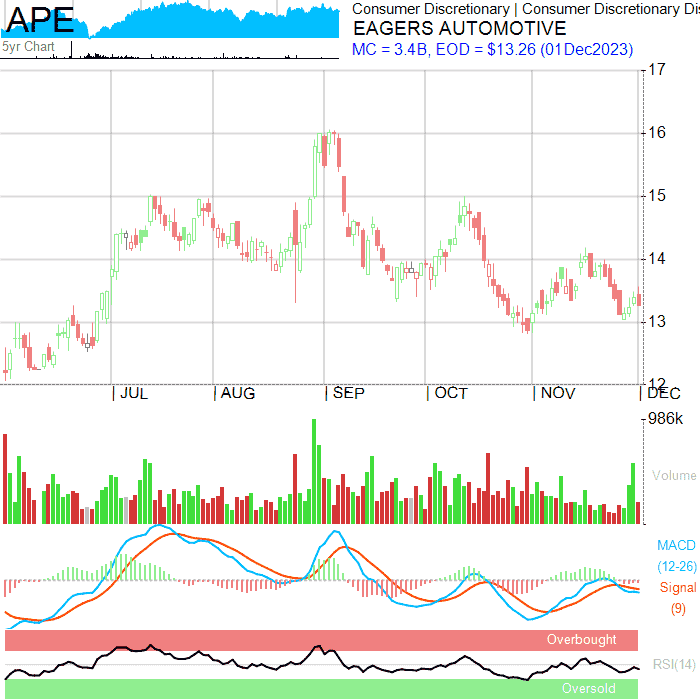 APE
5yr Chart
Consumer Discretionary | Consumer Discretionary Dis
EAGERS AUTOMOTIVE
MC = 3.4B, EOD = $13.26 (01Dec2023)
17
16
15
14
13
12
| JUL | AUG | SEP | OCT | NOV | DEC
986k
Volume
MACD
(12-26)
Signal
(9)
Overbought
RSI(14)
Oversold